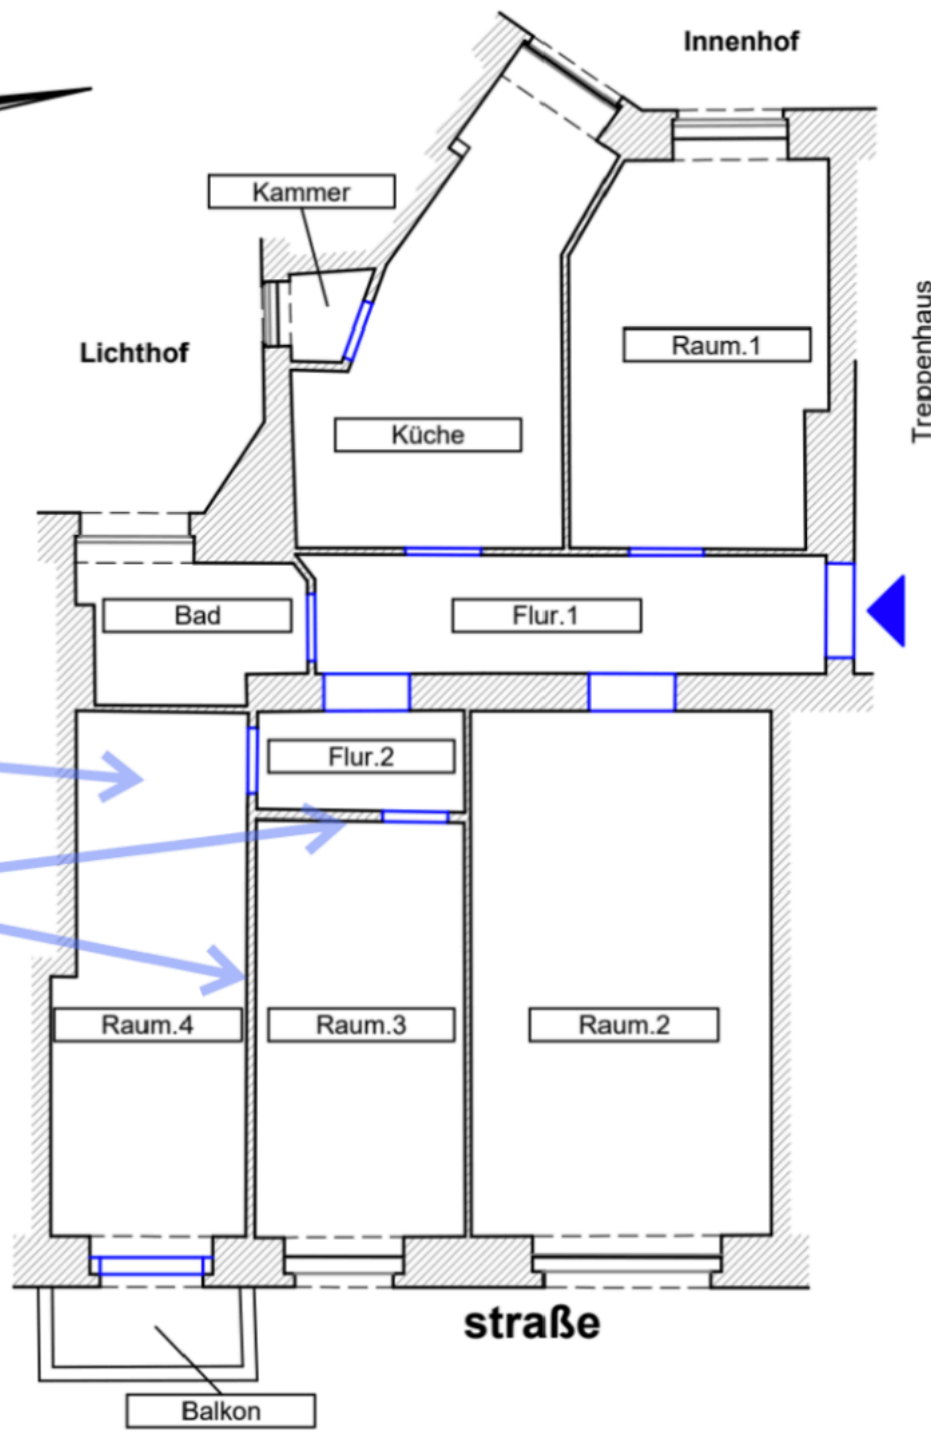 Innenhof
Kammer
Treppenhaus
Raum.1
Lichthof
Küche
Bad
Flur.1
Flur.2
Raum.4
Raum.3
Raum.2
straße
Balkon